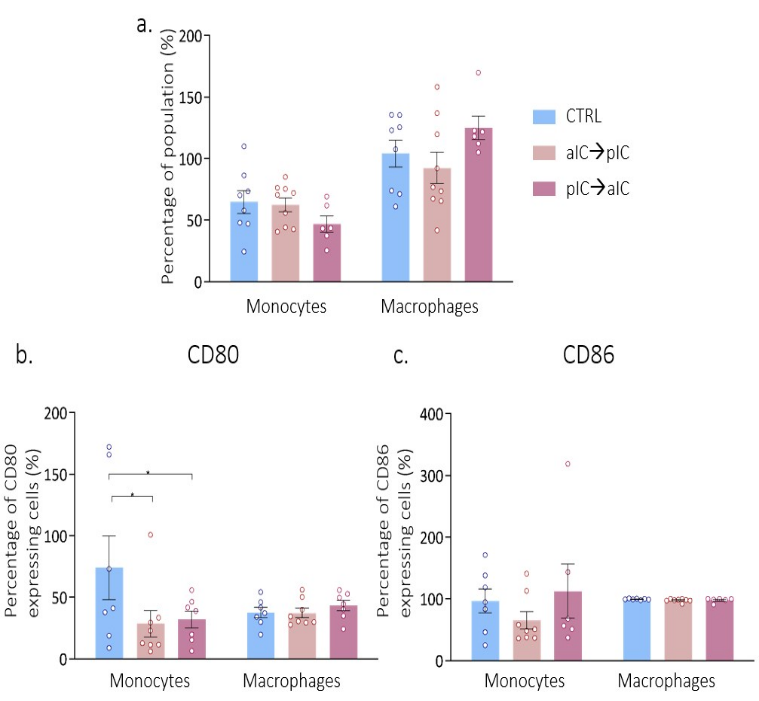 a.
Percentage of population (%)
200
150
100
50
0
Monocytes
Macrophages
CTRL
aIC→pIC
pIC→aIC
b.
CD80
Percentage of CD80
expressing cells (%)
200
150
100
50
0
*
*
Monocytes
Macrophages
c.
CD86
Percentage of CD86
expressing cells (%)
400
300
200
100
0
Monocytes
Macrophages